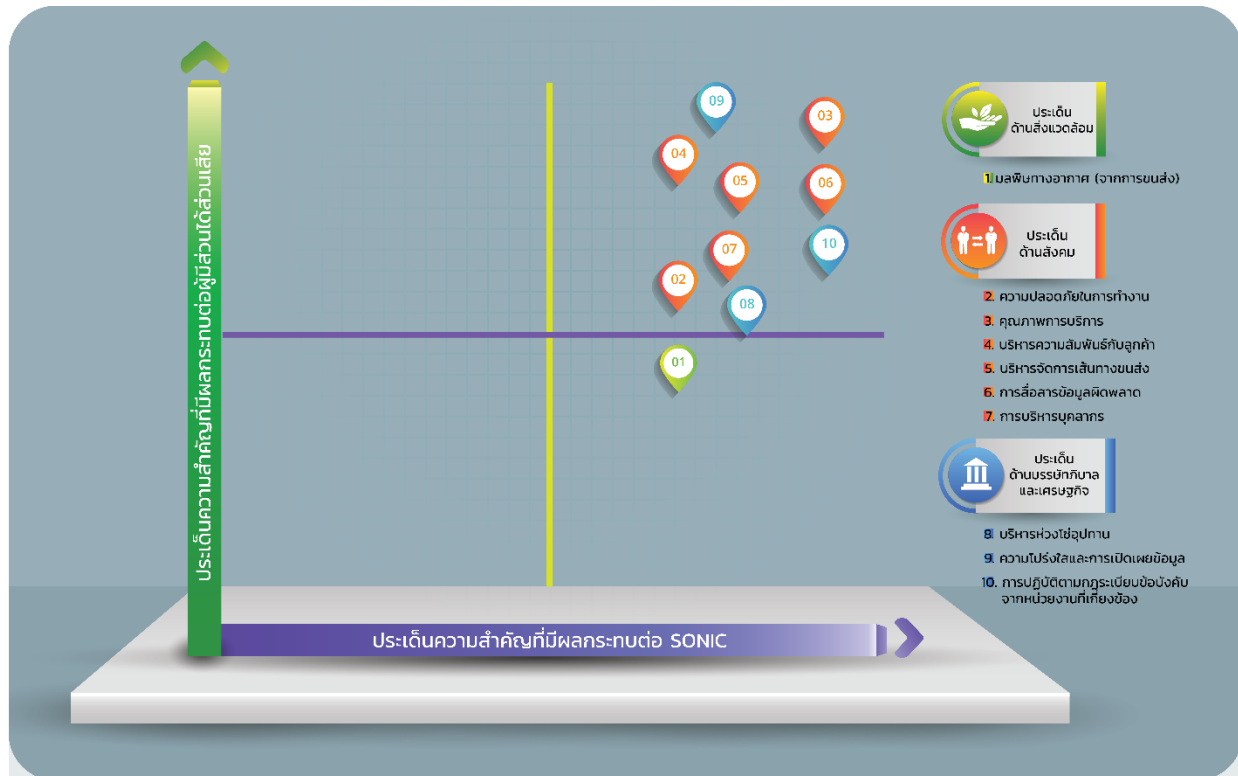 ประเด็นความสำคัญที่มีผลกระทบต่อผู้มีส่วนได้ส่วนเสีย
09
03
04
05
06
10
07
02
08
01
ประเด็นความสำคัญที่มีผลกระทบต่อ SONIC
ประเด็น
ด้านสิ่งแวดล้อม
1. มลพิษทางอากาศ (จากการขนส่ง)
ประเด็น
ด้านสังคม
2. ความปลอดภัยในการทำงาน
3. คุณภาพการบริการ
4. บริหารความสัมพันธ์กับลูกค้า
5. บริหารจัดการเส้นทางขนส่ง
6. การสื่อสารข้อมูลผิดพลาด
7. การบริหารบุคลากร
ประเด็น
ด้านบรรษัทภิบาล
และเศรษฐกิจ
8. บริหารห่วงโซ่อุปทาน
9. ความโปร่งใสและการเปิดเผยข้อมูล
10. การปฏิบัติตามกฎระเบียบข้อบังคับ
จากหน่วยงานที่เกี่ยงข้อง